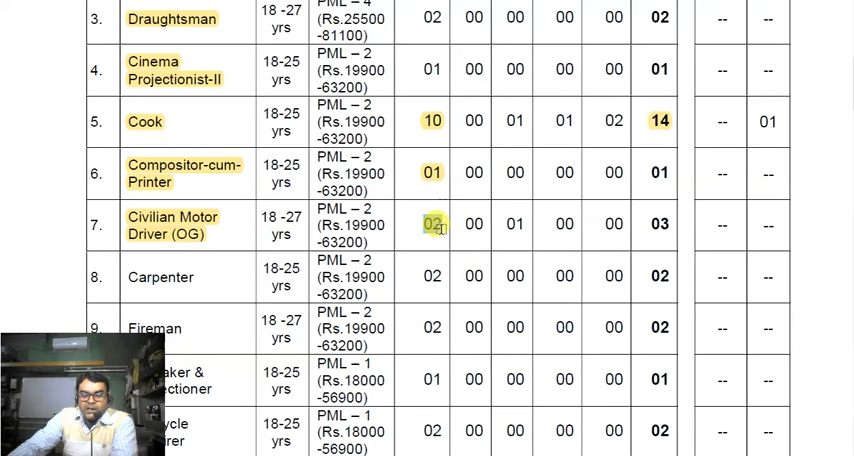 3. Draughtsman 18 -27 yrs PML – 4 (Rs.25500 -81100) 02 00 00 00 00 02 -- --
4. Cinema Projectionist-II 18-25 yrs PML – 2 (Rs.19900 -63200) 01 00 00 00 00 01 -- --
5. Cook 18-25 yrs PML – 2 (Rs.19900 -63200) 10 00 01 01 02 14 -- 01
6. Compositor-cum- Printer 18-25 yrs PML – 2 (Rs.19900 -63200) 01 00 00 00 00 01 -- --
7. Civilian Motor Driver (OG) 18 -27 yrs PML – 2 (Rs.19900 -63200) 02 00 01 00 00 03 -- --
8. Carpenter 18-25 yrs PML – 2 (Rs.19900 -63200) 02 00 00 00 00 02 -- --
9. Fireman 18 -27 yrs PML – 2 (Rs.19900 -63200) 02 00 00 00 00 02 -- --
18-25 yrs PML – 1 (Rs.18000 -56900) 01 00 00 00 00 01 -- --
18-25 yrs PML – 1 (Rs.18000 -56900) 02 00 00 00 00 02 -- --